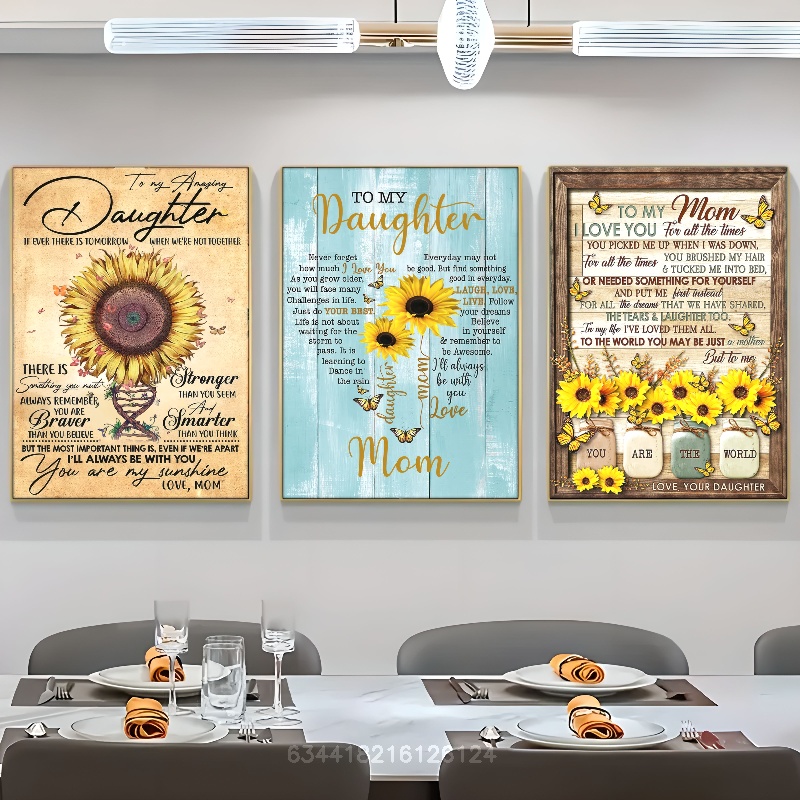 To my Amazing
Daughter
IF EVER THERE IS TOMORROW WHEN WE'RE NOT TOGETHER
THERE IS
Something you must
ALWAYS REMEMBER
YOU ARE
Braver
THAN YOU BELIEVE
Stronger
THAN YOU SEEM
And
Smarter
THAN YOU THINK
BUT THE MOST IMPORTANT THING IS, EVEN IF WE'RE APART
I'LL ALWAYS BE WITH YOU,
You are my sunshine
LOVE, MOM
TO MY
Daughter
Never forget
how much I Love You
As you grow older,
you will face many
Challenges in life.
Just do YOUR BEST.
Life is not about
waiting for the
storm to
pass. It is
learning to
Dance in
the rain
Everyday may not
be good. But find something
good in everyday.
LAUGH, LOVE,
LIVE. Follow
your dreams
Believe
in yourself
& remember to
be Awesome.
I'll always
be with
you
Love
daughter
mom
Mom
TO MY Mom
I LOVE YOU For all the times
YOU PICKED ME UP WHEN I WAS DOWN,
For all the times YOU BRUSHED MY HAIR
& TUCKED ME INTO BED,
OR NEEDED SOMETHING FOR YOURSELF
AND PUT ME first instead,
FOR ALL the dreams THAT WE HAVE SHARED,
THE TEARS & LAUGHTER TOO.
In my life I'VE LOVED THEM ALL.
TO THE WORLD YOU MAY BE JUST a mother
But to me,
YOU ARE THE WORLD
LOVE, YOUR DAUGHTER
634418216126124